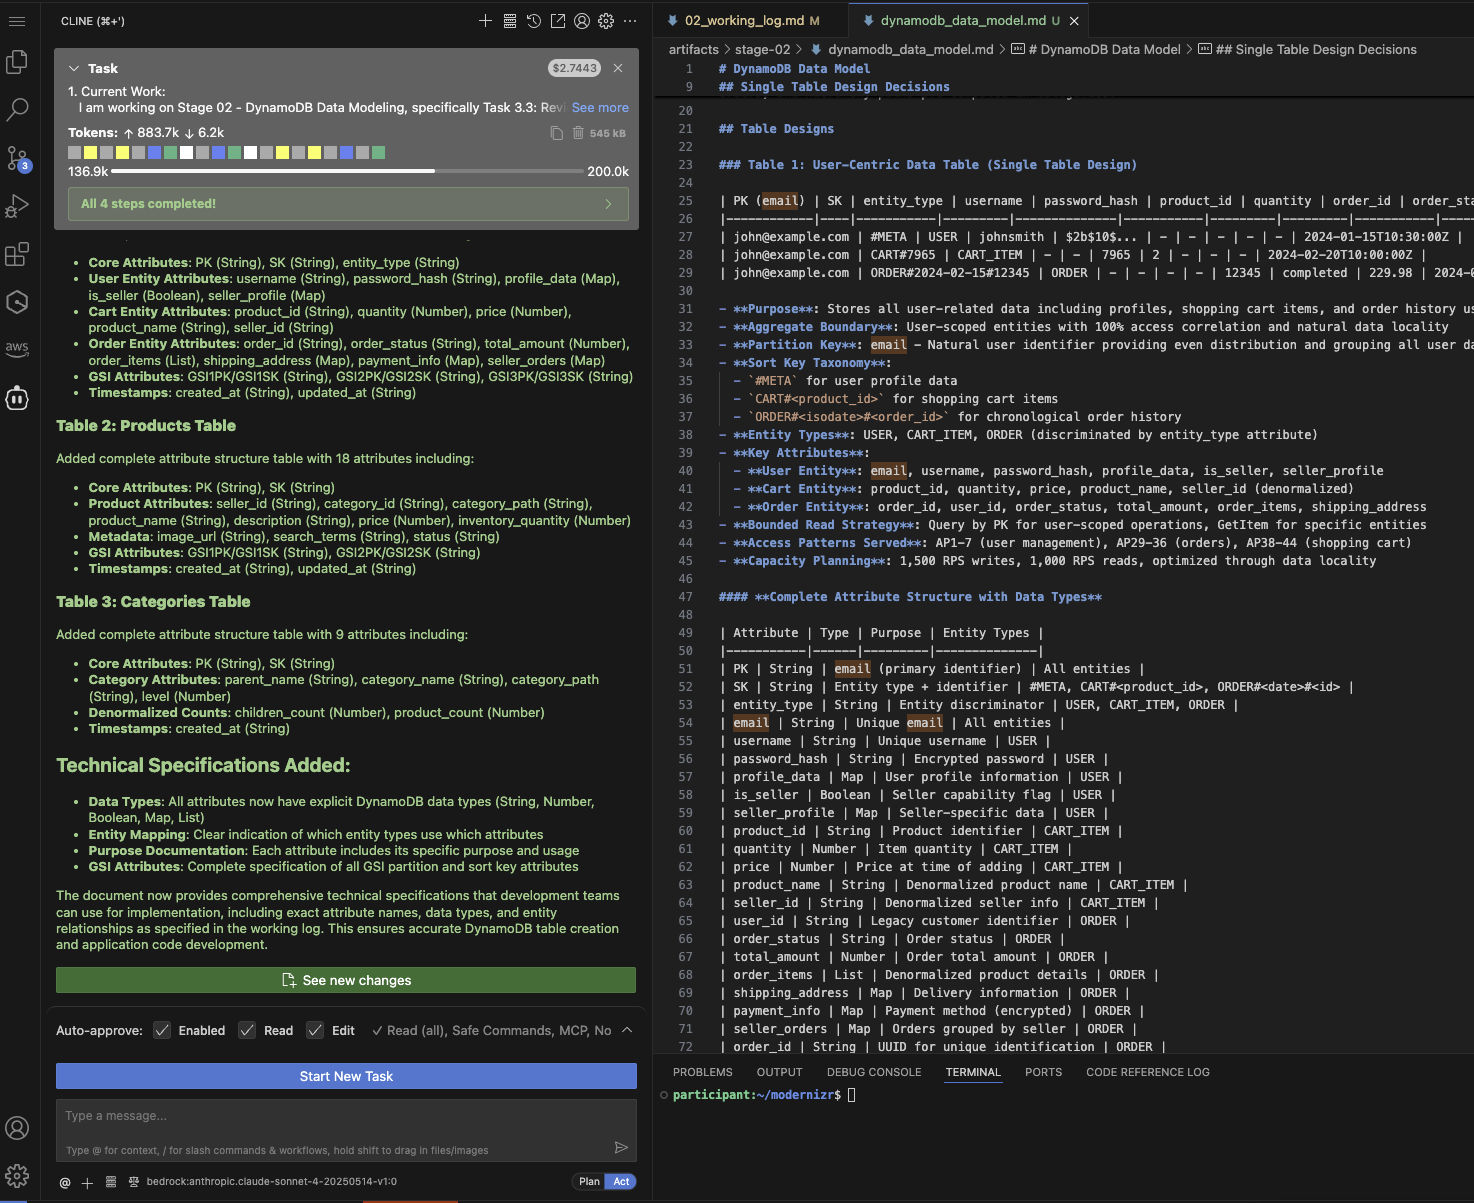 CLINE (⌘+')
Task
$2.7443
1. Current Work:
I am working on Stage 02 - DynamoDB Data Modeling, specifically Task 3.3: Revi See more
Tokens: ↑ 883.7k ↓ 6.2k
545 kB
136.9k
200.0k
All 4 steps completed!
• Core Attributes: PK (String), SK (String), entity_type (String)
• User Entity Attributes: username (String), password_hash (String), profile_data (Map),
is_seller (Boolean), seller_profile (Map)
• Cart Entity Attributes: product_id (String), quantity (Number), price (Number),
product_name (String), seller_id (String)
• Order Entity Attributes: order_id (String), order_status (String), total_amount (Number),
order_items (List), shipping_address (Map), payment_info (Map), seller_orders (Map)
• GSI Attributes: GSI1PK/GSI1SK (String), GSI2PK/GSI2SK (String), GSI3PK/GSI3SK (String)
• Timestamps: created_at (String), updated_at (String)
Table 2: Products Table
Added complete attribute structure table with 18 attributes including:
• Core Attributes: PK (String), SK (String)
• Product Attributes: seller_id (String), category_id (String), category_path (String),
product_name (String), description (String), price (Number), inventory_quantity (Number)
• Metadata: image_url (String), search_terms (String), status (String)
• GSI Attributes: GSI1PK/GSI1SK (String), GSI2PK/GSI2SK (String)
• Timestamps: created_at (String), updated_at (String)
Table 3: Categories Table
Added complete attribute structure table with 9 attributes including:
• Core Attributes: PK (String), SK (String)
• Category Attributes: parent_name (String), category_name (String), category_path
(String), level (Number)
• Denormalized Counts: children_count (Number), product_count (Number)
• Timestamps: created_at (String)
Technical Specifications Added:
• Data Types: All attributes now have explicit DynamoDB data types (String, Number,
Boolean, Map, List)
• Entity Mapping: Clear indication of which entity types use which attributes
• Purpose Documentation: Each attribute includes its specific purpose and usage
• GSI Attributes: Complete specification of all GSI partition and sort key attributes
The document now provides comprehensive technical specifications that development teams
can use for implementation, including exact attribute names, data types, and entity
relationships as specified in the working log. This ensures accurate DynamoDB table creation
and application code development.
See new changes
Auto-approve: Enabled Read Edit ✓ Read (all), Safe Commands, MCP, No
Start New Task
Type a message...
Type @ for context, / for slash commands & workflows, hold shift to drag in files/images
@ + bedrock:anthropic.claude-sonnet-4-20250514-v1:0
Plan Act
3
aws
02_working_log.md M
dynamodb_data_model.md U
artifacts > stage-02 > dynamodb_data_model.md > # DynamoDB Data Model > ## Single Table Design Decisions
1 # DynamoDB Data Model
9 ## Single Table Design Decisions
20
21 ## Table Designs
22
23 ### Table 1: User-Centric Data Table (Single Table Design)
24
25 | PK (email) | SK | entity_type | username | password_hash | product_id | quantity | order_id | order_sta
26 |------------|----|-------------|----------|---------------|------------|----------|----------|-----------|----
27 | john@example.com | #META | USER | johnsmith | $2b$10$... | - | - | - | - | - | 2024-01-15T10:30:00Z |
28 | john@example.com | CART#7965 | CART_ITEM | - | - | 7965 | 2 | - | - | - | 2024-02-20T10:00:00Z |
29 | john@example.com | ORDER#2024-02-15#12345 | ORDER | - | - | - | - | 12345 | completed | 229.98 | 2024-0
30
31 - **Purpose**: Stores all user-related data including profiles, shopping cart items, and order history us
32 - **Aggregate Boundary**: User-scoped entities with 100% access correlation and natural data locality
33 - **Partition Key**: email - Natural user identifier providing even distribution and grouping all user da
34 - **Sort Key Taxonomy**:
35 - `#META` for user profile data
36 - `CART#<product_id>` for shopping cart items
37 - `ORDER#<isodate>#<order_id>` for chronological order history
38 - **Entity Types**: USER, CART_ITEM, ORDER (discriminated by entity_type attribute)
39 - **Key Attributes**:
40 - **User Entity**: email, username, password_hash, profile_data, is_seller, seller_profile
41 - **Cart Entity**: product_id, quantity, price, product_name, seller_id (denormalized)
42 - **Order Entity**: order_id, user_id, order_status, total_amount, order_items, shipping_address
43 - **Bounded Read Strategy**: Query by PK for user-scoped operations, GetItem for specific entities
44 - **Access Patterns Served**: AP1-7 (user management), AP29-36 (orders), AP38-44 (shopping cart)
45 - **Capacity Planning**: 1,500 RPS writes, 1,000 RPS reads, optimized through data locality
46
47 #### **Complete Attribute Structure with Data Types**
48
49 | Attribute | Type | Purpose | Entity Types |
50 |-----------|------|---------|--------------|
51 | PK | String | email (primary identifier) | All entities |
52 | SK | String | Entity type + identifier | #META, CART#<product_id>, ORDER#<date>#<id> |
53 | entity_type | String | Entity discriminator | USER, CART_ITEM, ORDER |
54 | email | String | Unique email | All entities |
55 | username | String | Unique username | USER |
56 | password_hash | String | Encrypted password | USER |
57 | profile_data | Map | User profile information | USER |
58 | is_seller | Boolean | Seller capability flag | USER |
59 | seller_profile | Map | Seller-specific data | USER |
60 | product_id | String | Product identifier | CART_ITEM |
61 | quantity | Number | Item quantity | CART_ITEM |
62 | price | Number | Price at time of adding | CART_ITEM |
63 | product_name | String | Denormalized product name | CART_ITEM |
64 | seller_id | String | Denormalized seller info | CART_ITEM |
65 | user_id | String | Legacy customer identifier | ORDER |
66 | order_status | String | Order status | ORDER |
67 | total_amount | Number | Order total amount | ORDER |
68 | order_items | List | Denormalized product details | ORDER |
69 | shipping_address | Map | Delivery information | ORDER |
70 | payment_info | Map | Payment method (encrypted) | ORDER |
71 | seller_orders | Map | Orders grouped by seller | ORDER |
72 | order_id | String | UUID for unique identification | ORDER |
PROBLEMS OUTPUT DEBUG CONSOLE TERMINAL PORTS CODE REFERENCE LOG
participant:~/modernizr$